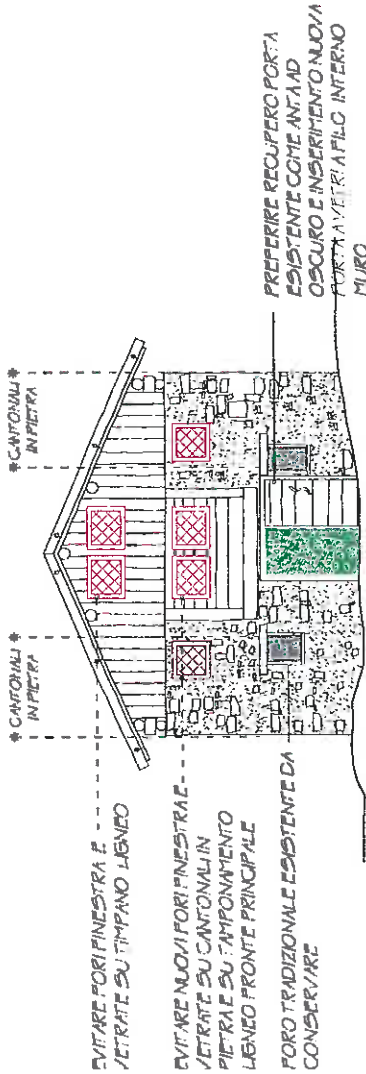 * CANTONALI *
IN PIETRA
* CANTONALI *
IN PIETRA
EVITARE FORI FINESTRA E
VETRATE SU TIMPANO LIGNEO
EVITARE NUOVI FORI FINESTRA E
VETRATE SU CANTONALI IN
PIETRA E SU TAMPONAMENTO
LIGNEO FRONTE PRINCIPALE
FORO TRADIZIONALE ESISTENTE DA
CONSERVARE
PREFERIRE RECUPERO PORTA
ESISTENTE COME ANTA AD
OSCURO E INSERIMENTO NUOVA
PORTA A VETRI A FILO INTERNO
MURO